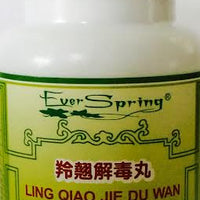 Ever Spring®
羚翹解毒丸
LING QIAO JIE DU WAN